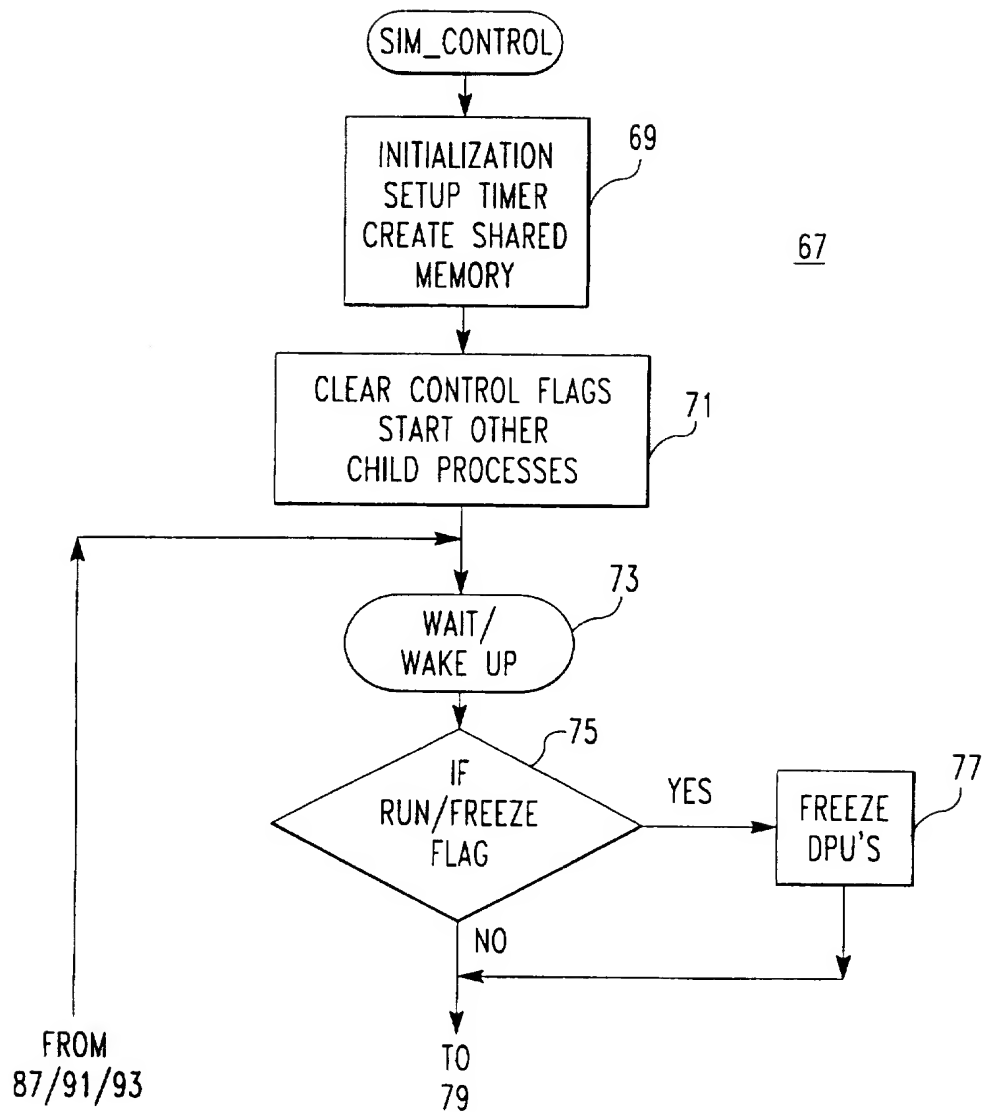 SIM_CONTROL
INITIALIZATION
SETUP TIMER
CREATE SHARED
MEMORY
69
67
CLEAR CONTROL FLAGS
START OTHER
CHILD PROCESSES
71
WAIT/
WAKE UP
73
IF
RUN/FREEZE
FLAG
75
YES
FREEZE
DPU'S
77
NO
FROM
87/91/93
TO
79